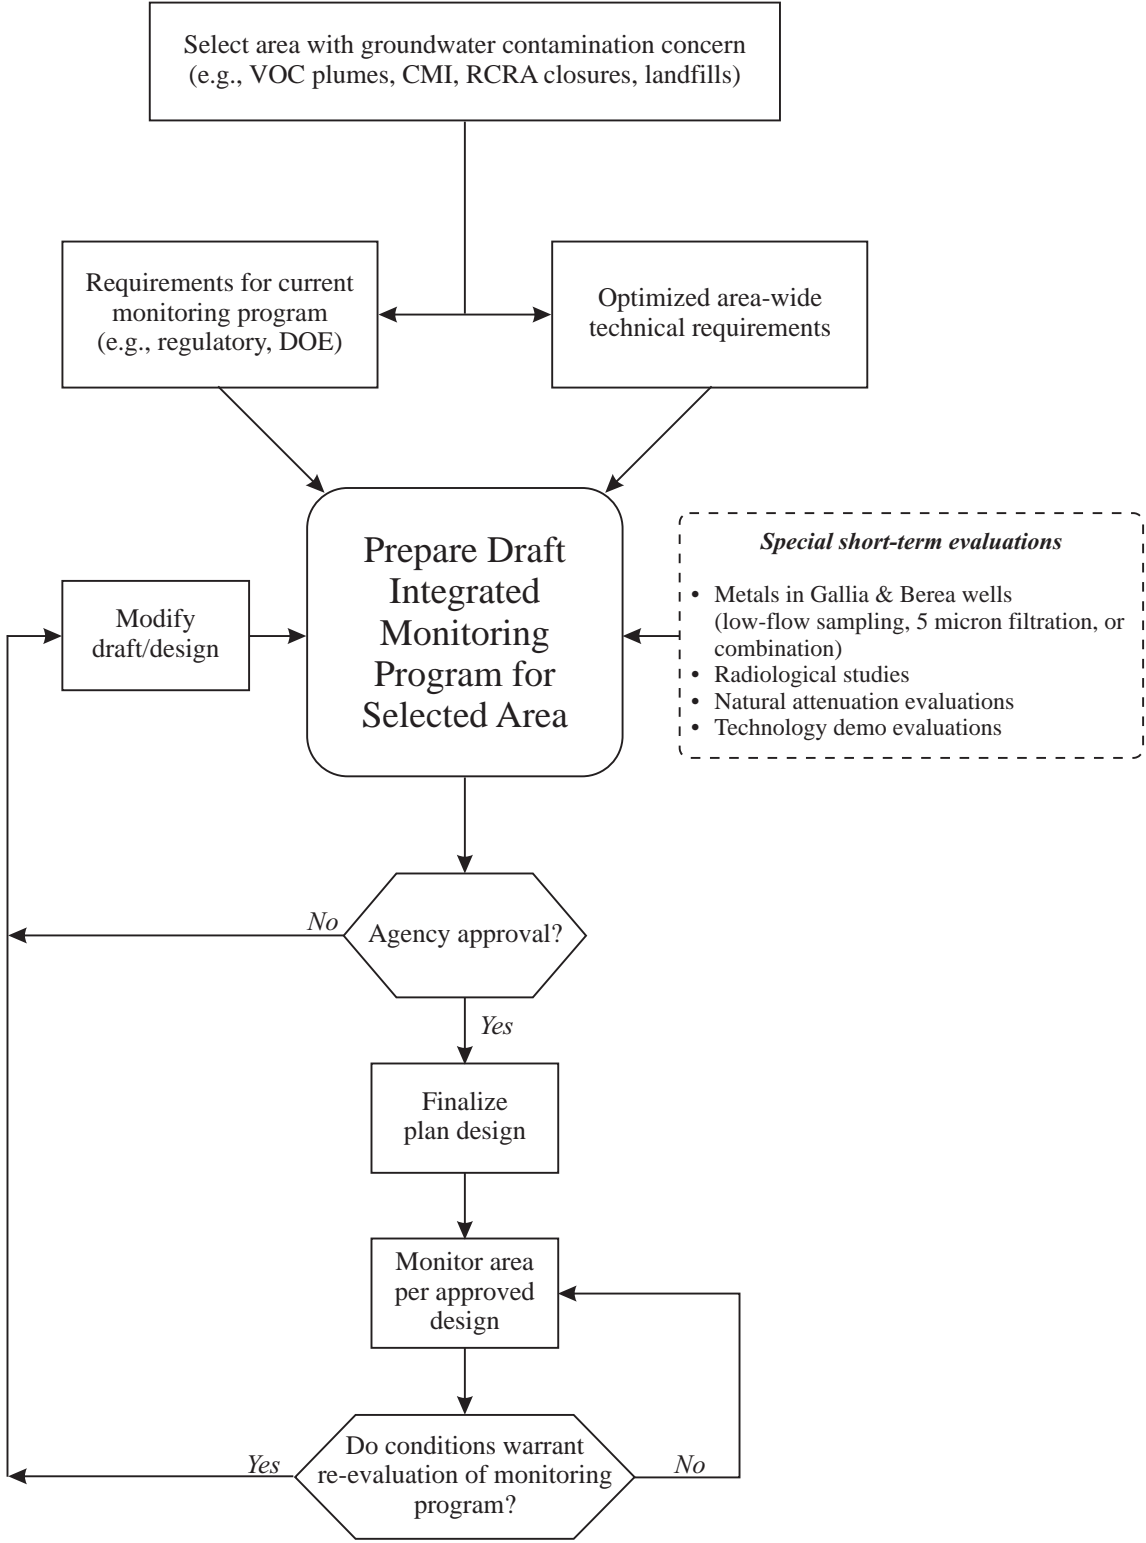 Select area with groundwater contamination concern
(e.g., VOC plumes, CMI, RCRA closures, landfills)
Requirements for current
monitoring program
(e.g., regulatory, DOE)
Optimized area-wide
technical requirements
Prepare Draft
Integrated
Monitoring
Program for
Selected Area
Special short-term evaluations
• Metals in Gallia & Berea wells
(low-flow sampling, 5 micron filtration, or
combination)
• Radiological studies
• Natural attenuation evaluations
• Technology demo evaluations
Modify
draft/design
No
Agency approval?
Yes
Finalize
plan design
Monitor area
per approved
design
Yes
Do conditions warrant
re-evaluation of monitoring
program?
No